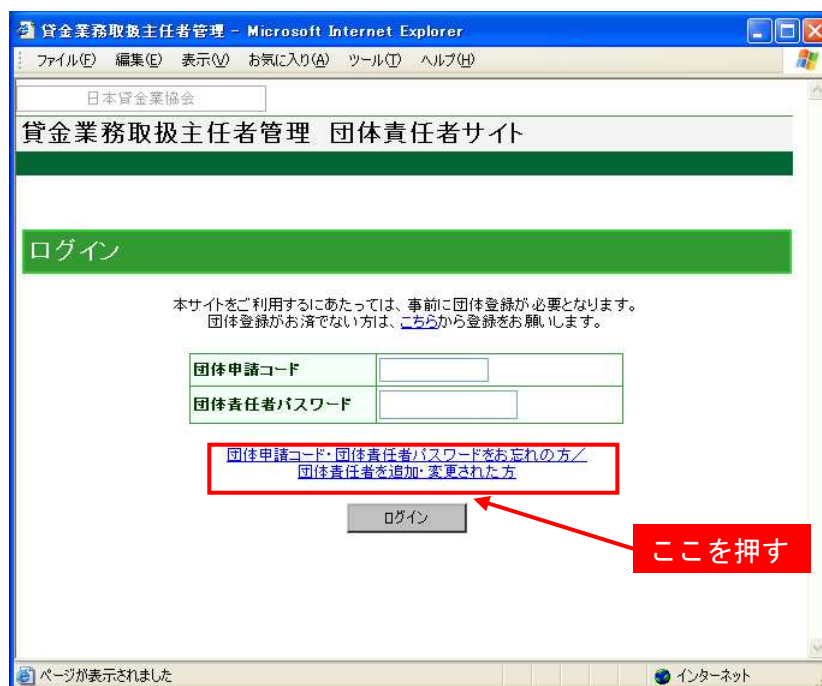 貸金業務取扱主任者管理 - Microsoft Internet Explorer
ファイル(F) 編集(E) 表示(V) お気に入り(A) ツール(T) ヘルプ(H)
日本貸金業協会
貸金業務取扱主任者管理 団体責任者サイト
ログイン
本サイトをご利用するにあたっては、事前に団体登録が必要となります。
団体登録がお済でない方は、こちらから登録をお願いします。
団体申請コード
団体責任者パスワード
団体申請コード・団体責任者パスワードをお忘れの方／
団体責任者を追加・変更された方
ログイン
ここを押す
ページが表示されました
インターネット